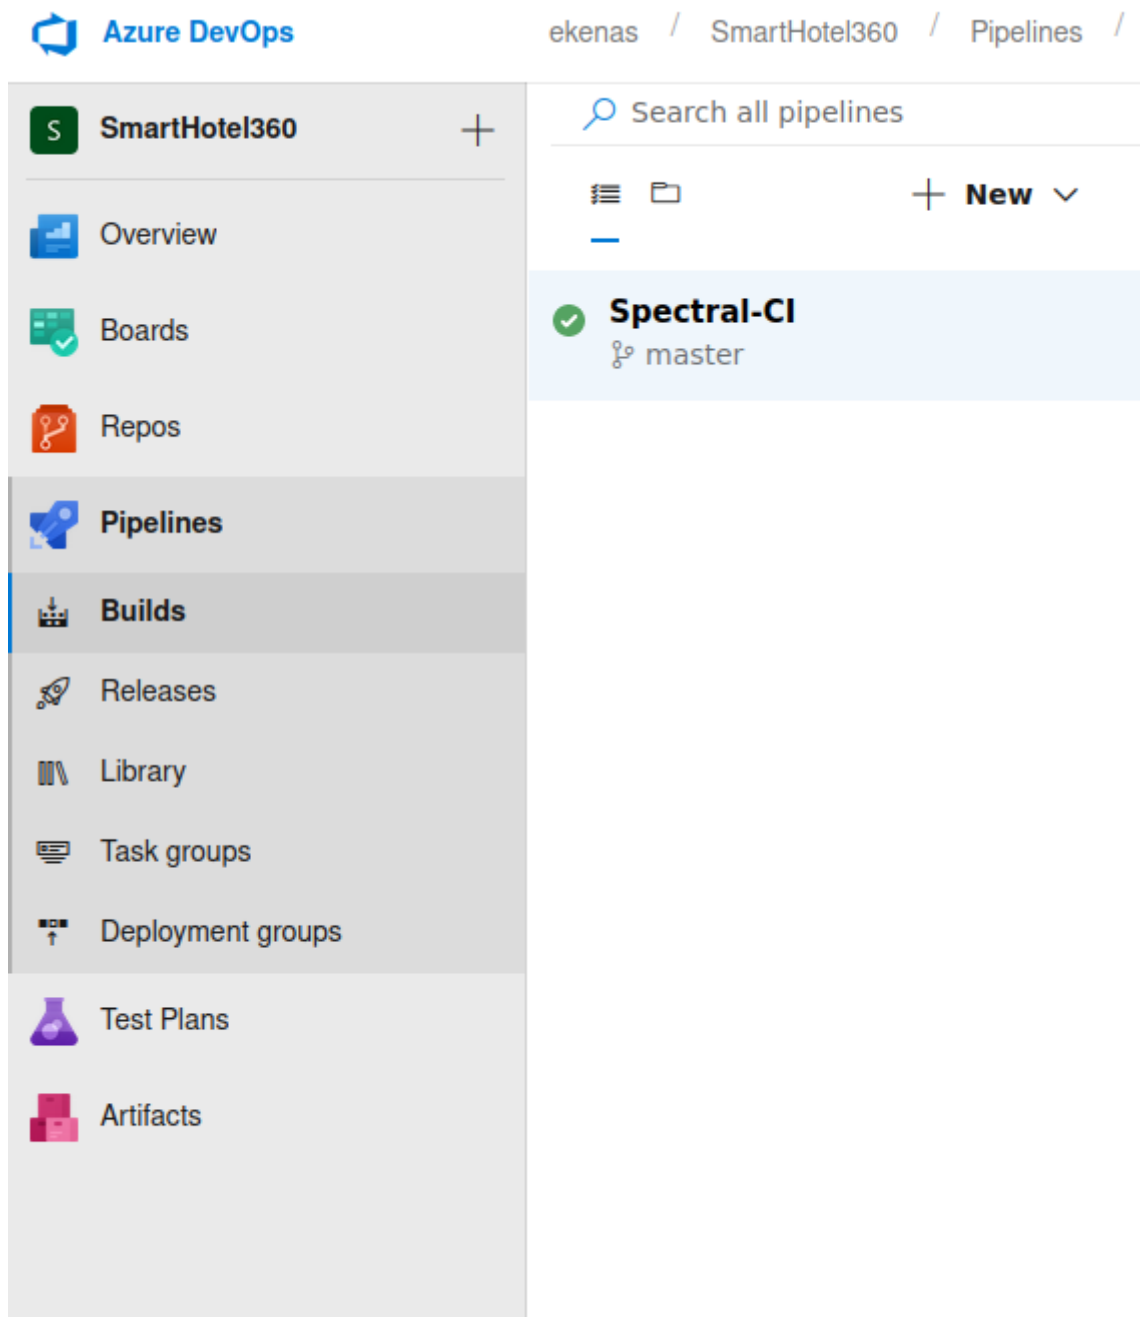 Azure DevOps
ekenas / SmartHotel360 / Pipelines /
S SmartHotel360 +
Search all pipelines
+ New
Overview
Boards
Repos
Pipelines
Builds
Releases
Library
Task groups
Deployment groups
Test Plans
Artifacts
Spectral-CI
master